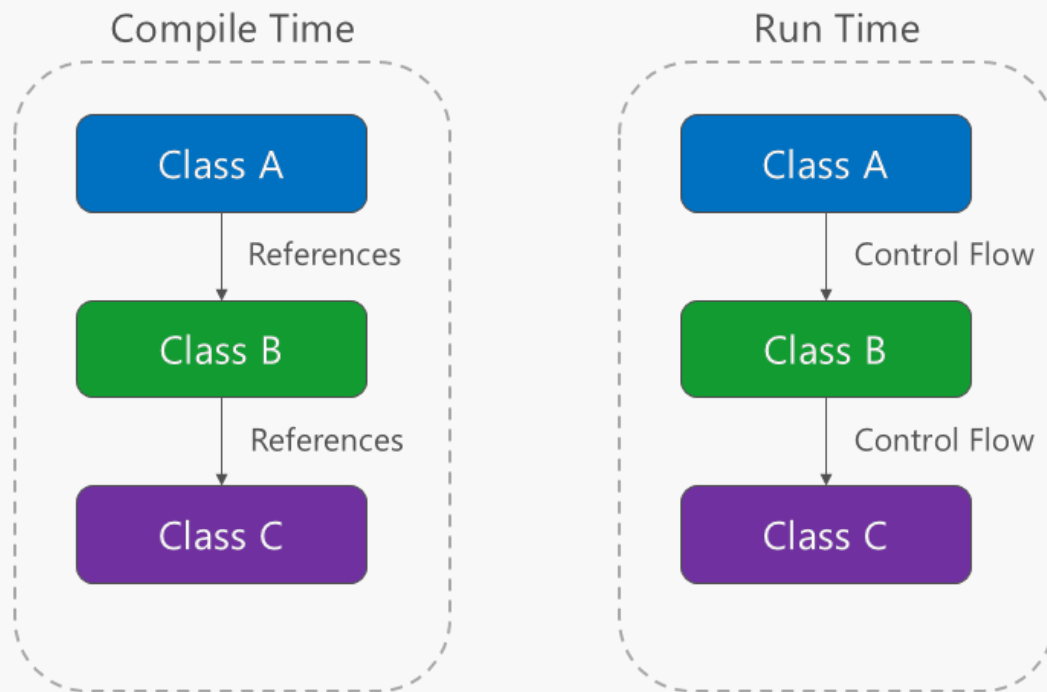 Compile Time
Class A
References
Class B
References
Class C
Run Time
Class A
Control Flow
Class B
Control Flow
Class C